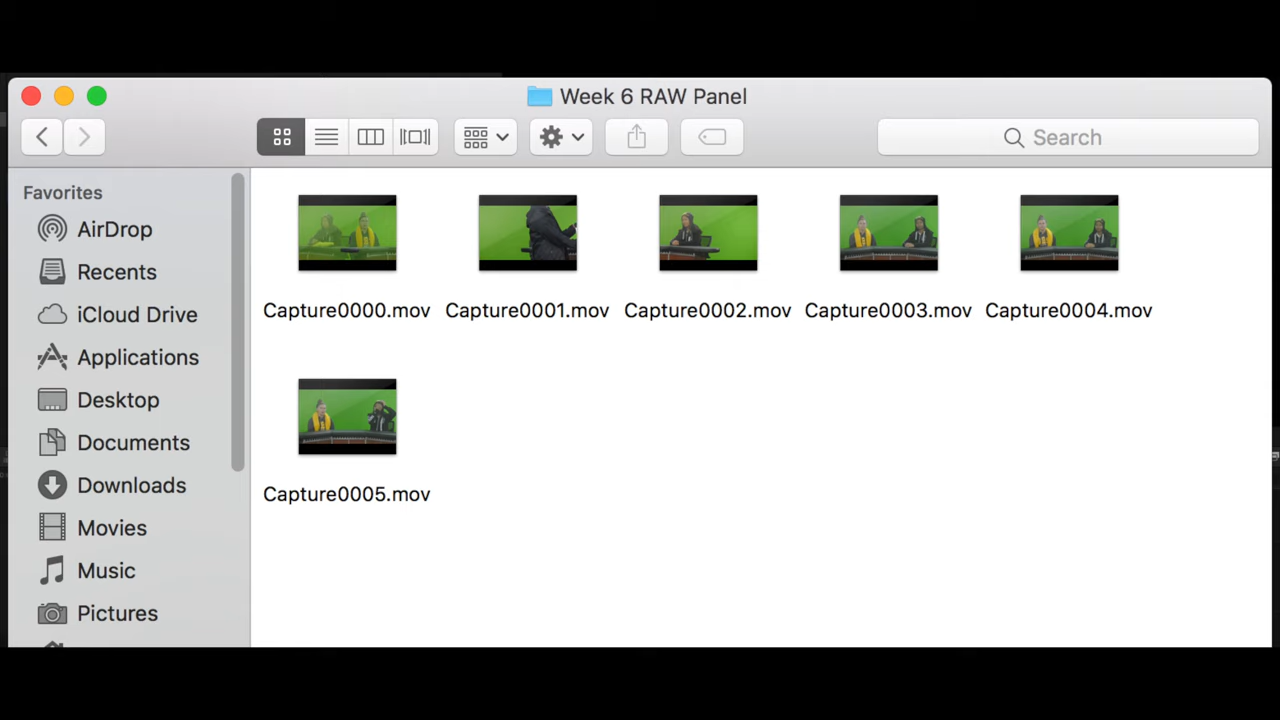 Week 6 RAW Panel
Search
Favorites
AirDrop
Recents
iCloud Drive
Applications
Desktop
Documents
Downloads
Movies
Music
Pictures
Capture0000.mov
Capture0001.mov
Capture0002.mov
Capture0003.mov
Capture0004.mov
Capture0005.mov